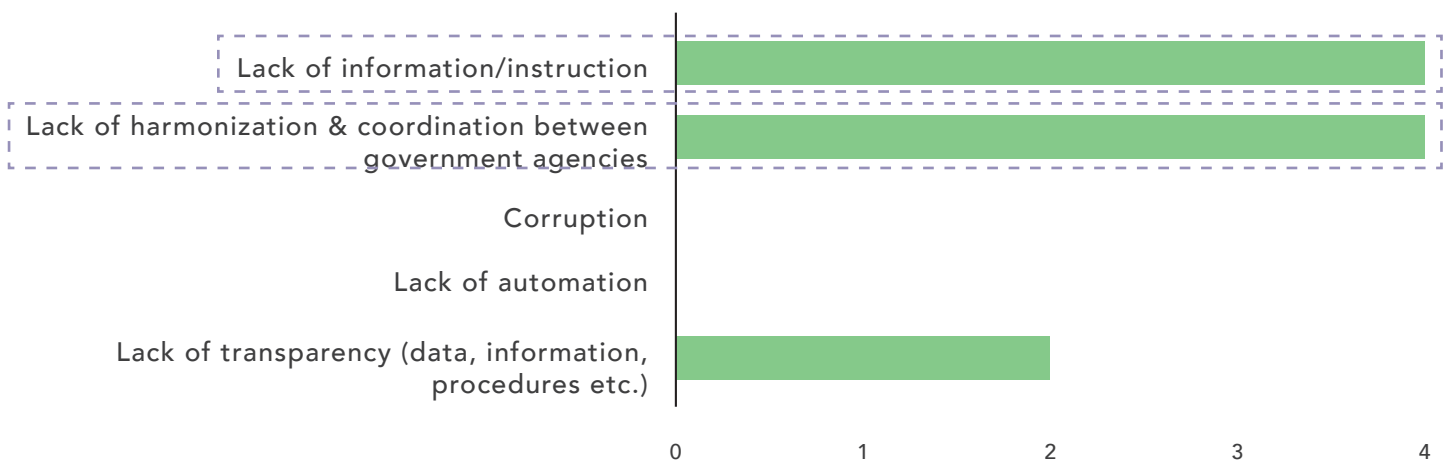 Lack of information/instruction
Lack of harmonization & coordination between
government agencies
Corruption
Lack of automation
Lack of transparency (data, information,
procedures etc.)
0 1 2 3 4